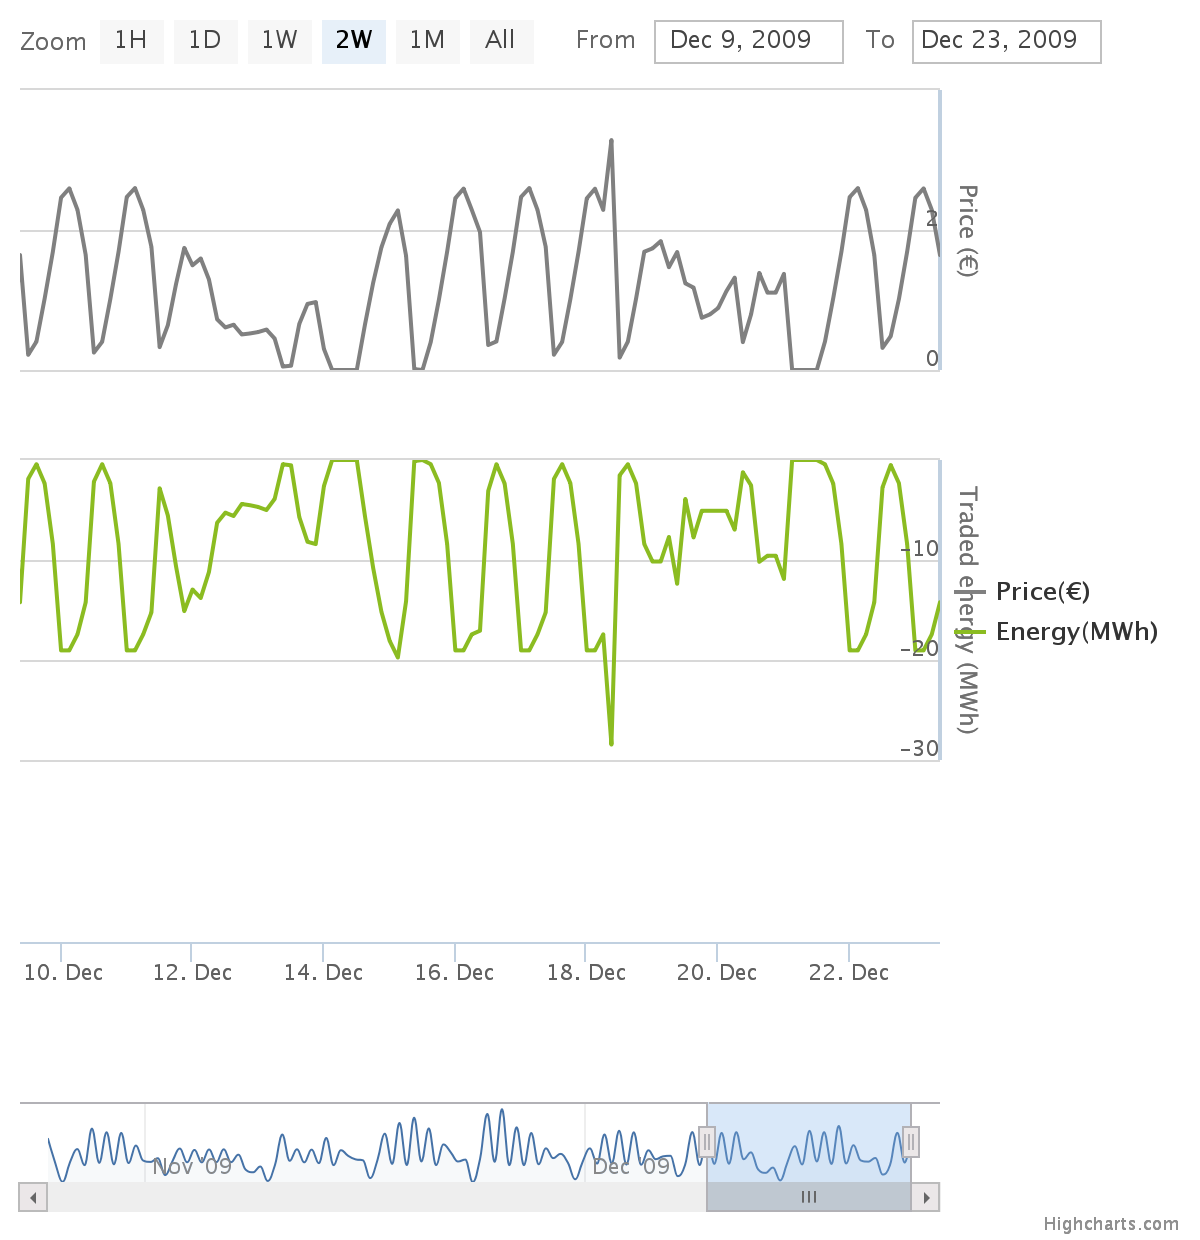 Zoom 1H 1D 1W 2W 1M All From Dec 9, 2009 To Dec 23, 2009
Price (€)
2
0
Traded energy (MWh)
-10
-20
-30
Price(€)
Energy(MWh)
10. Dec 12. Dec 14. Dec 16. Dec 18. Dec 20. Dec 22. Dec
Nov '09 Dec '09
Highcharts.com